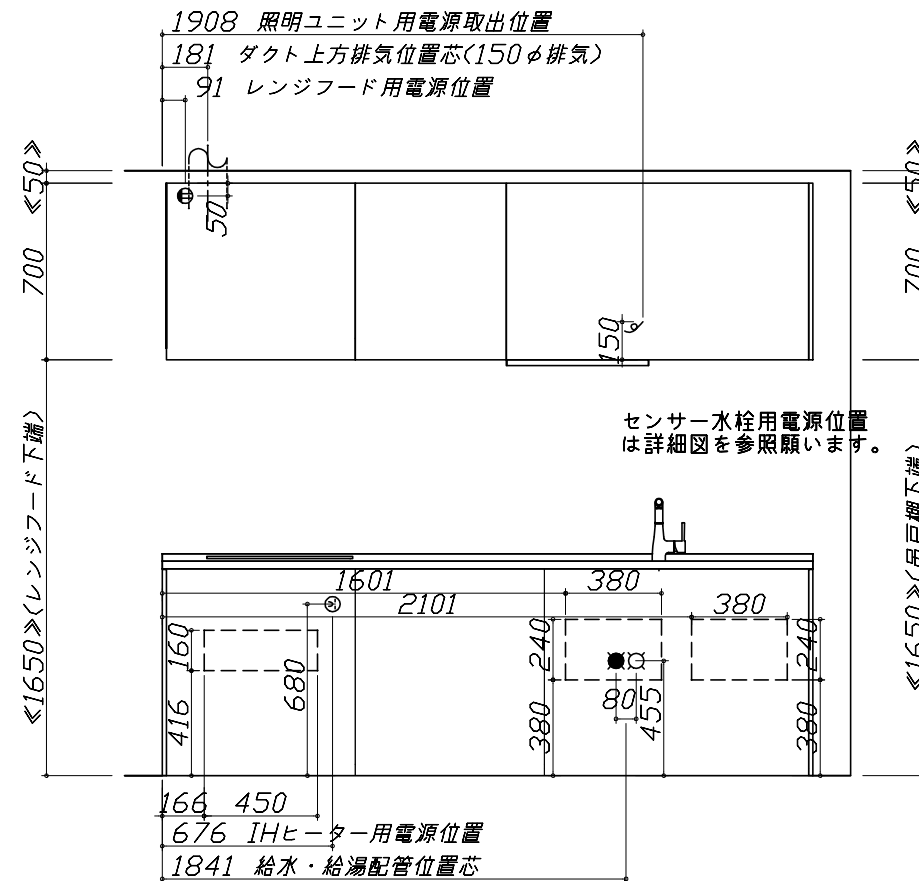 1908 照明ユニット用電源取出位置
181 ダクト上方排気位置芯(150φ排気)
91 レンジフード用電源位置
≪50≫
≪50≫
50
700
700
150
センサー水栓用電源位置
は詳細図を参照願います。
≪1650≫(レンジフード下端)
≪1650≫(吊戸棚下端)
1601
380
2101
380
160
680
240
240
416
80
455
380
380
166
450
676 IHヒーター用電源位置
1841 給水・給湯配管位置芯